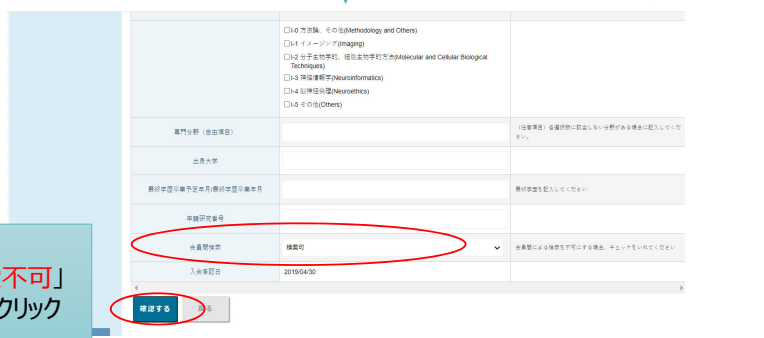 □I-0 方法論、その他(Methodology and Others)
□I-1 イメージング(Imaging)
□I-2 分子生物学的、細胞生物学的方法(Molecular and Cellular Biological
Techniques)
□I-3 神経情報学(Neuroinformatics)
□I-4 脳神経倫理(Neuroethics)
□I-5 その他(Others)
専門分野（自由項目）
（任意項目）各選択肢に該当しない分野がある場合に記入してくだ
さい。
出身大学
最終学歴卒業予定年月/最終学歴卒業年月
最終学歴を記入してください
申請研究番号
会員間検索
検索可
会員間による検索を不可にする場合、チェックをいれてください
入会承認日
2019/04/30
確認する
戻る
不可」
クリック